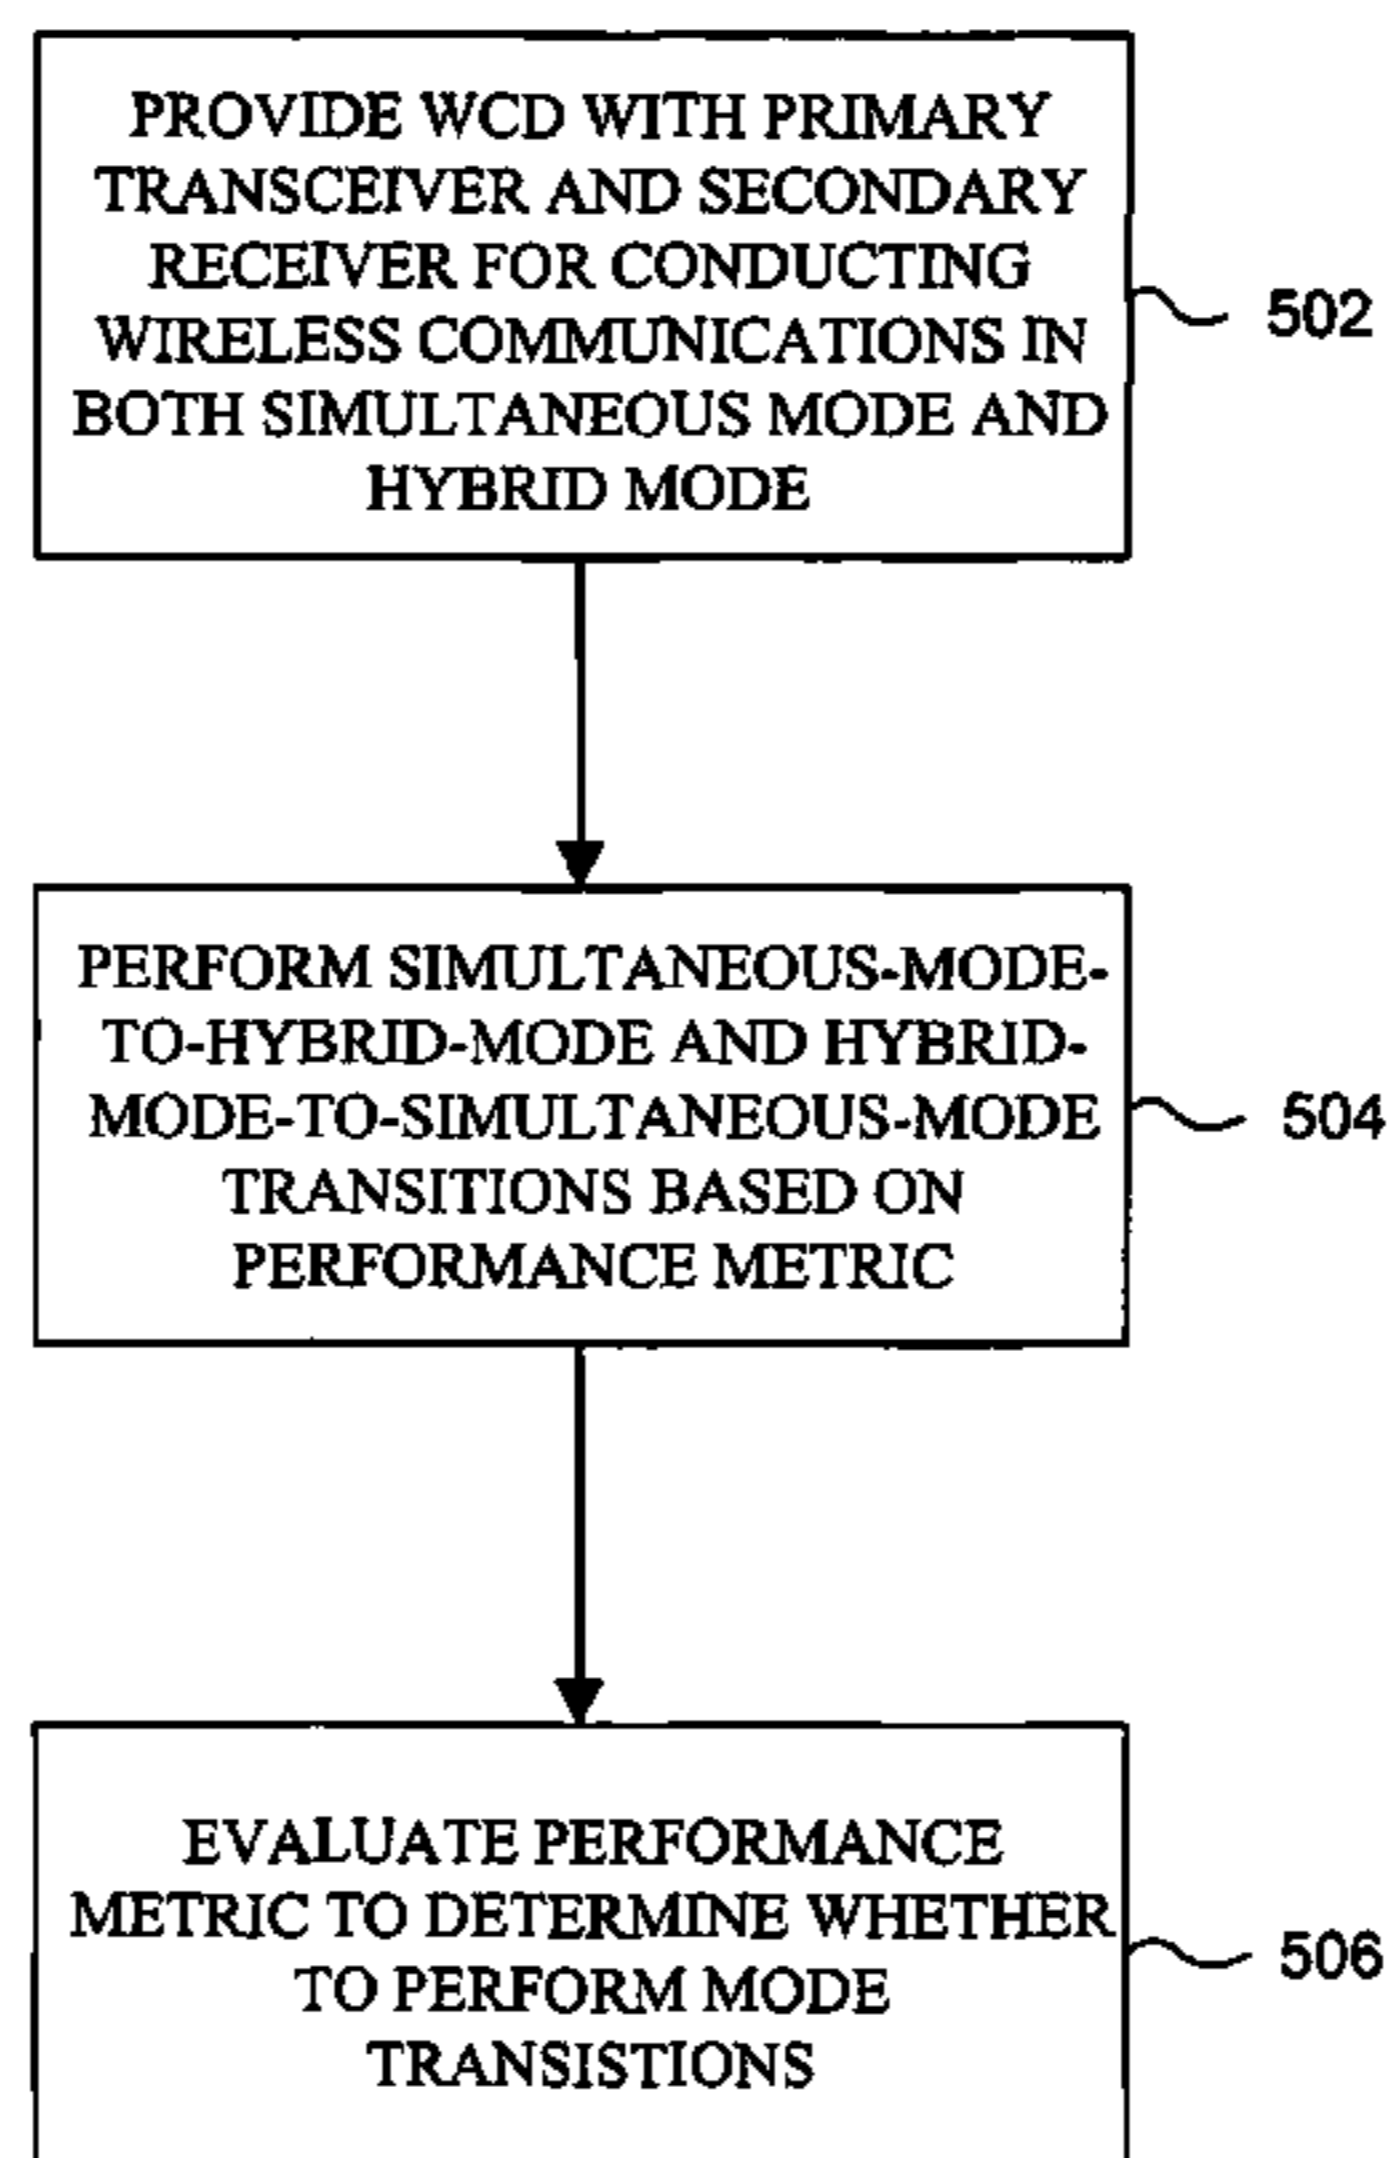 PROVIDE WCD WITH PRIMARY
TRANSCEIVER AND SECONDARY
RECEIVER FOR CONDUCTING
WIRELESS COMMUNICATIONS IN
BOTH SIMULTANEOUS MODE AND
HYBRID MODE
502
PERFORM SIMULTANEOUS-MODE-
TO-HYBRID-MODE AND HYBRID-
MODE-TO-SIMULTANEOUS-MODE
TRANSITIONS BASED ON
PERFORMANCE METRIC
504
EVALUATE PERFORMANCE
METRIC TO DETERMINE WHETHER
TO PERFORM MODE
TRANSISTIONS
506